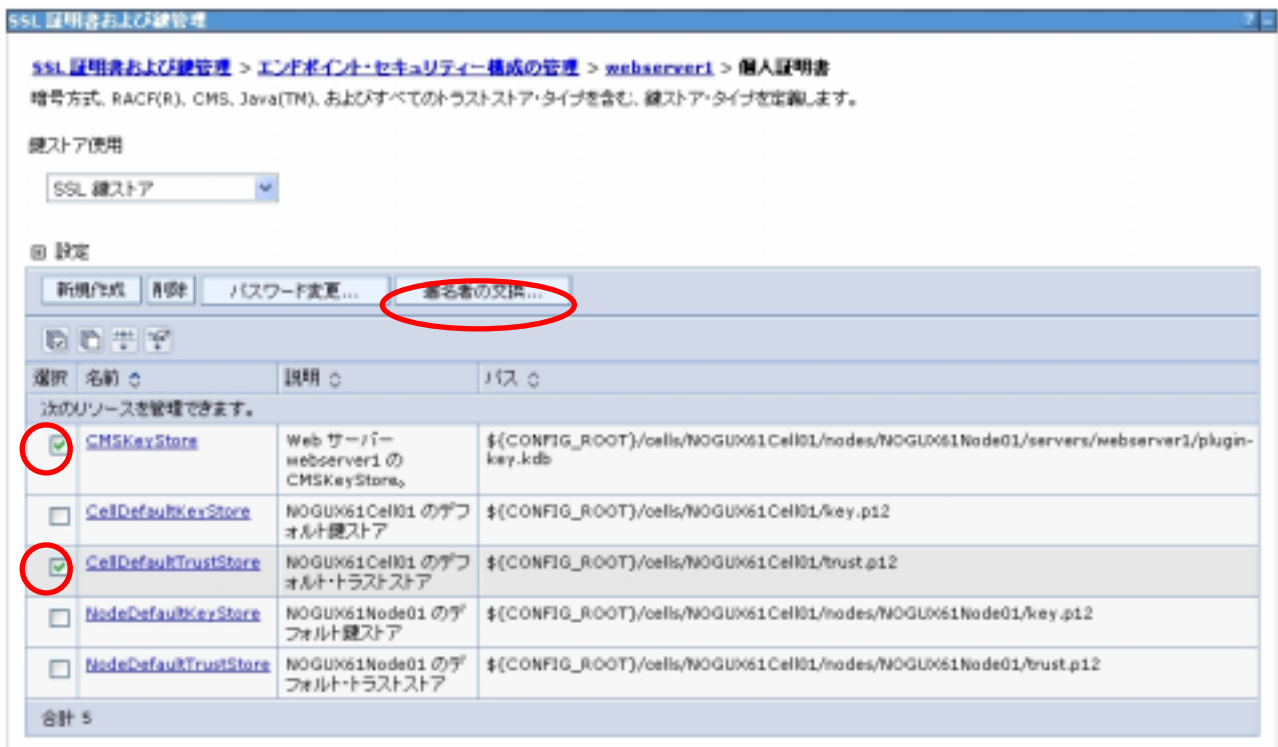 SSL 証明書および鍵管理
? -
SSL 証明書および鍵管理 > エンドポイント・セキュリティー構成の管理 > webserver1 > 個人証明書
暗号方式、RACF(R)、CMS、Java(TM)、およびすべてのトラストストア・タイプを含む、鍵ストア・タイプを定義します。
鍵ストア使用
SSL 鍵ストア
設定
新規作成 削除 パスワード変更... 署名者の交換...
選択 名前 説明 パス
次のリソースを管理できます。
CMSKeyStore Web サーバー ${CONFIG_ROOT}/cells/NOGUX61Cell01/nodes/NOGUX61Node01/servers/webserver1/plugin-
webserver1 の key.kdb
CMSKeyStore。
CellDefaultKeyStore NOGUX61Cell01 のデフ ${CONFIG_ROOT}/cells/NOGUX61Cell01/key.p12
ォルト鍵ストア
CellDefaultTrustStore NOGUX61Cell01 のデフ ${CONFIG_ROOT}/cells/NOGUX61Cell01/trust.p12
ォルト・トラストストア
NodeDefaultKeyStore NOGUX61Node01 のデ ${CONFIG_ROOT}/cells/NOGUX61Cell01/nodes/NOGUX61Node01/key.p12
フォルト鍵ストア
NodeDefaultTrustStore NOGUX61Node01 のデ ${CONFIG_ROOT}/cells/NOGUX61Cell01/nodes/NOGUX61Node01/trust.p12
フォルト・トラストストア
合計 5